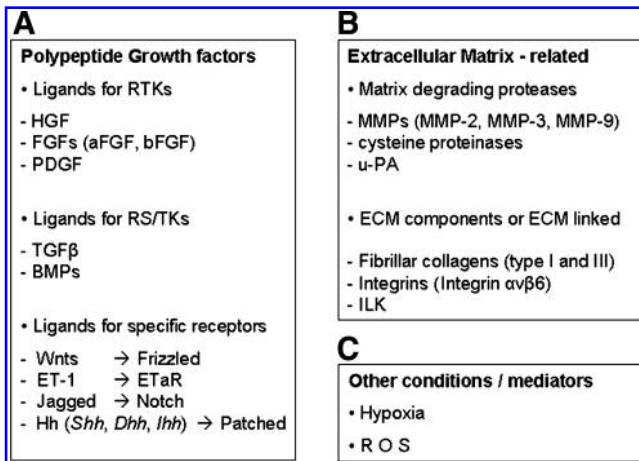 A
Polypeptide Growth factors
• Ligands for RTKs
- HGF
- FGFs (aFGF, bFGF)
- PDGF
• Ligands for RS/TKs
- TGFβ
- BMPs
• Ligands for specific receptors
- Wnts → Frizzled
- ET-1 → ETaR
- Jagged → Notch
- Hh (Shh, Dhh, Ihh) → Patched
B
Extracellular Matrix - related
• Matrix degrading proteases
- MMPs (MMP-2, MMP-3, MMP-9)
- cysteine proteinases
- u-PA
• ECM components or ECM linked
- Fibrillar collagens (type I and III)
- Integrins (Integrin αvβ6)
- ILK
C
Other conditions / mediators
• Hypoxia
• R O S